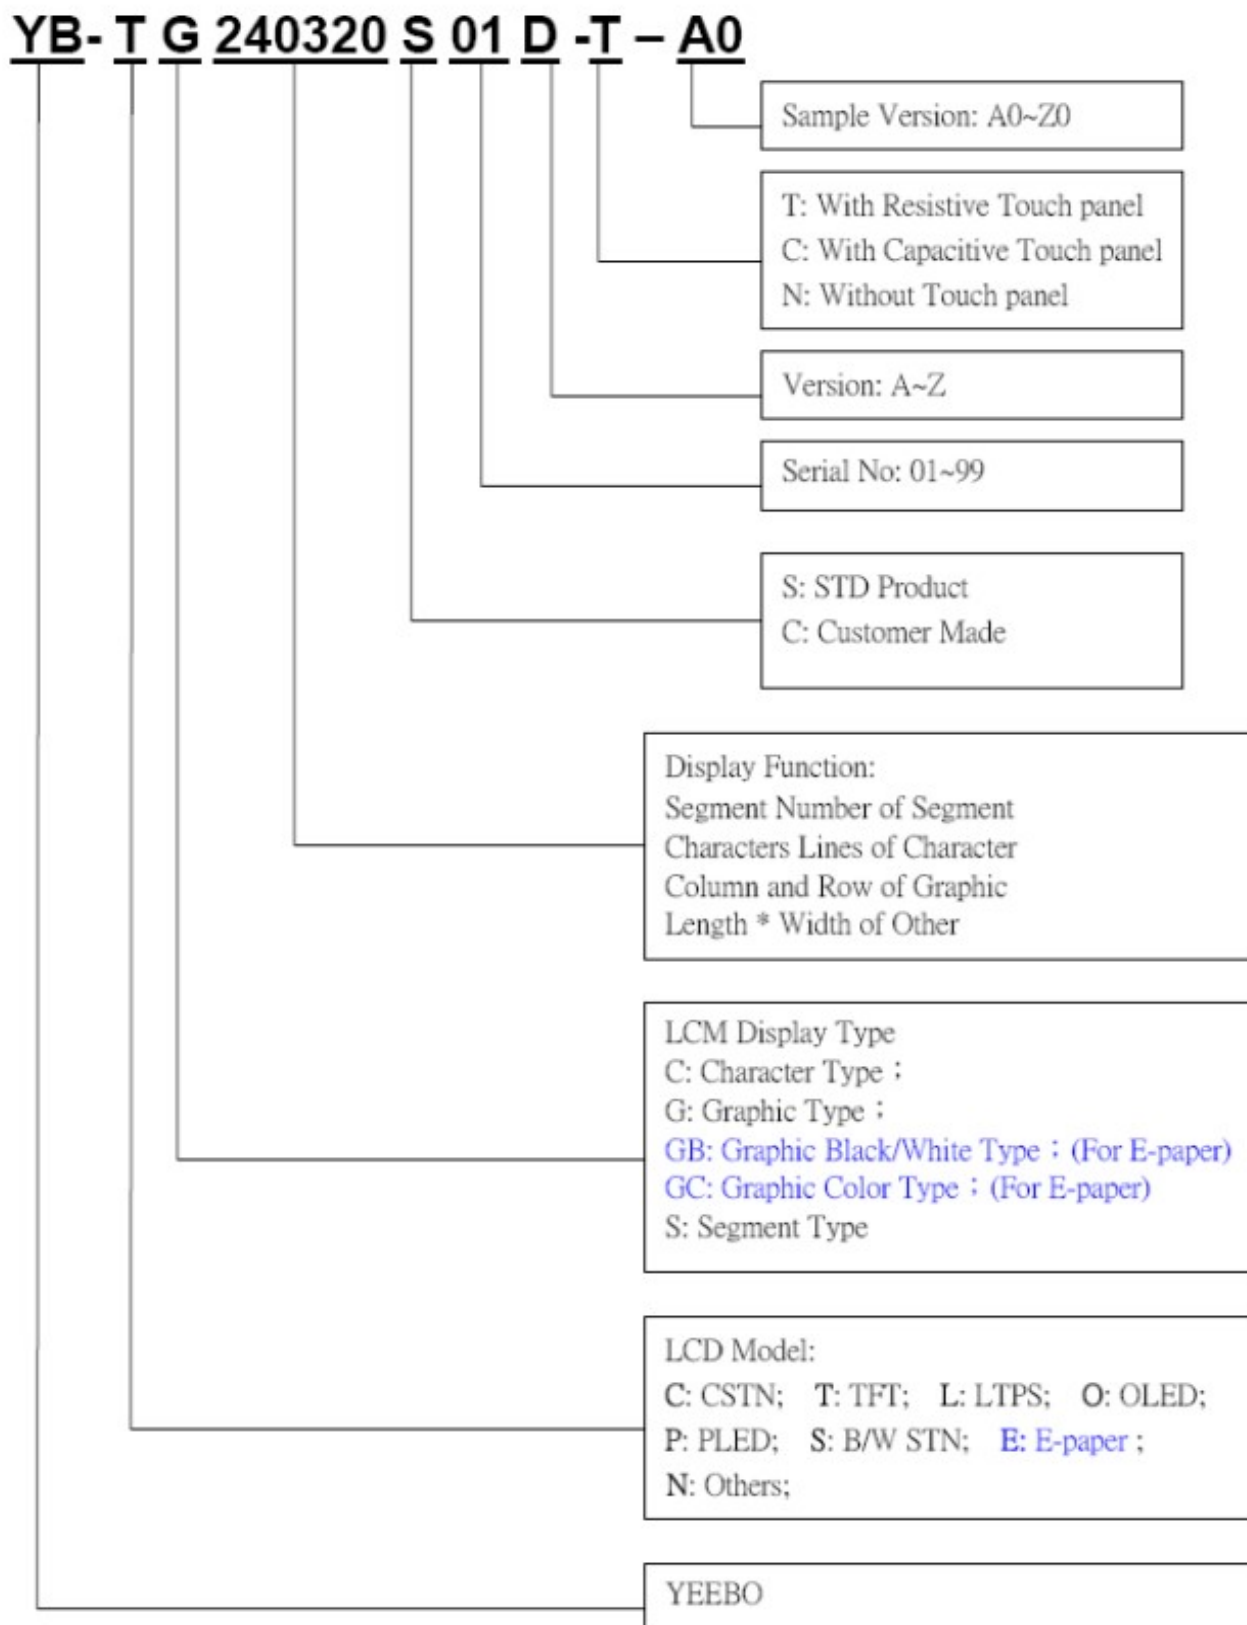 YB- T G 240320 S 01 D -T – A0
Sample Version: A0~Z0
T: With Resistive Touch panel
C: With Capacitive Touch panel
N: Without Touch panel
Version: A~Z
Serial No: 01~99
S: STD Product
C: Customer Made
Display Function:
Segment Number of Segment
Characters Lines of Character
Column and Row of Graphic
Length * Width of Other
LCM Display Type
C: Character Type；
G: Graphic Type；
GB: Graphic Black/White Type；(For E-paper)
GC: Graphic Color Type；(For E-paper)
S: Segment Type
LCD Model:
C: CSTN; T: TFT; L: LTPS; O: OLED;
P: PLED; S: B/W STN; E: E-paper ;
N: Others;
YEEBO